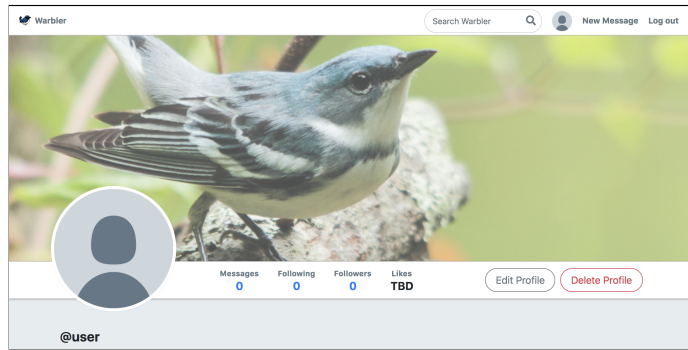 Warbler Search Warbler New Message Log out
Messages Following Followers Likes
0 0 0 TBD
Edit Profile Delete Profile
@user